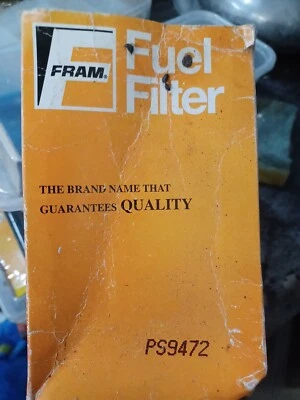 FRAM®
Fuel
Filter
THE BRAND NAME THAT
GUARANTEES QUALITY
PS9472